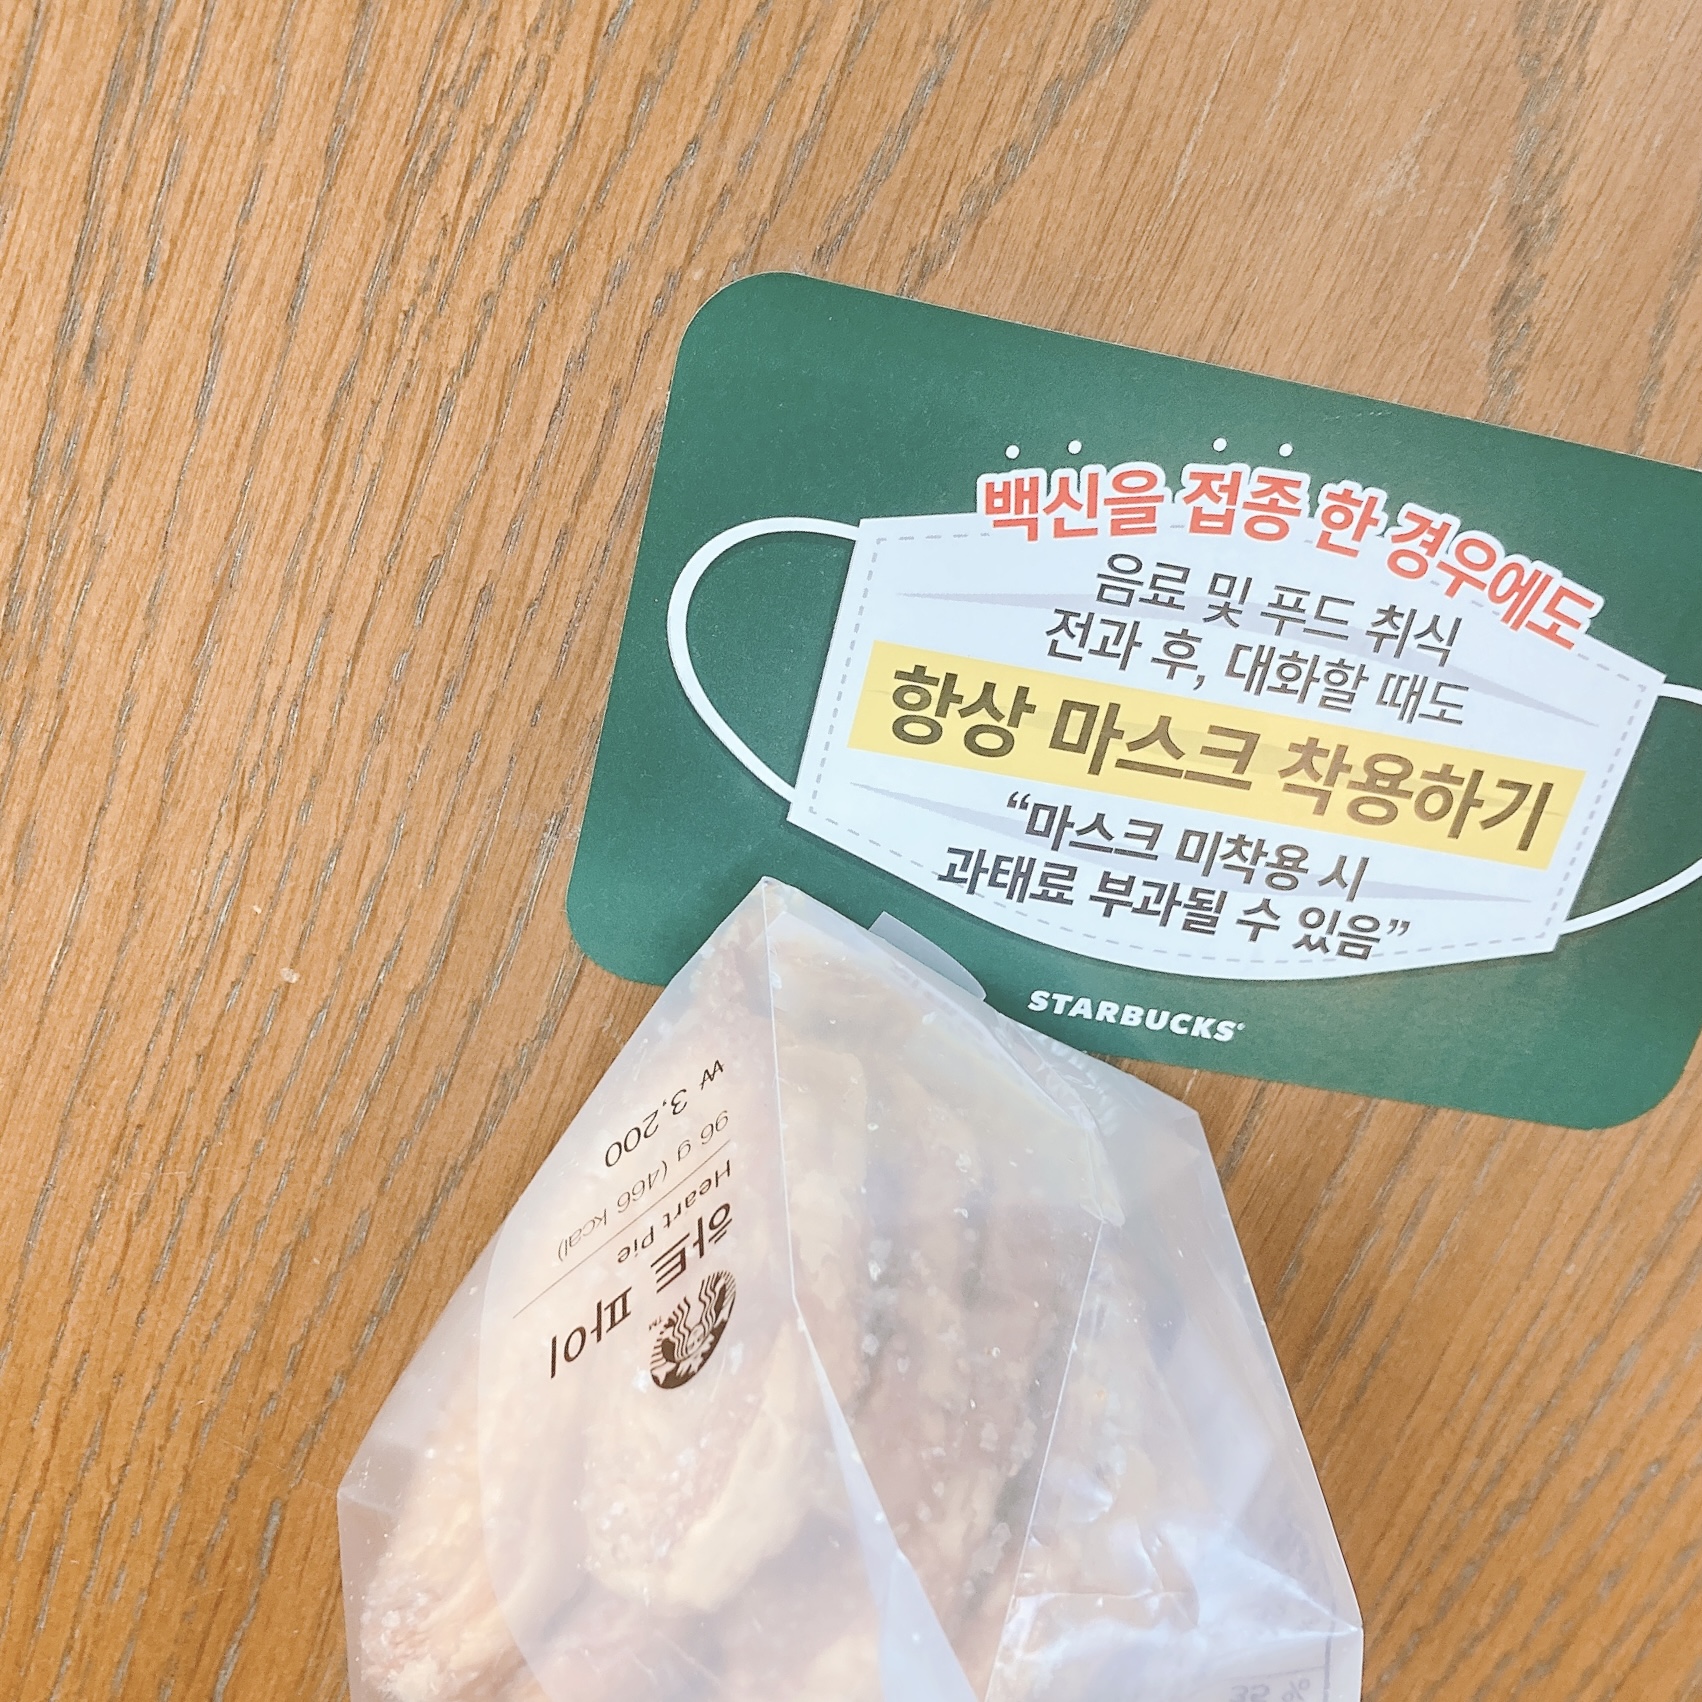 백신을 접종 한 경우에도
음료 및 푸드 취식
전과 후, 대화할 때도
항상 마스크 착용하기
“마스크 미착용 시
과태료 부과될 수 있음”
STARBUCKS
하트 파이
Heart Pie
96 g (466 kcal)
₩ 3,200
35 %